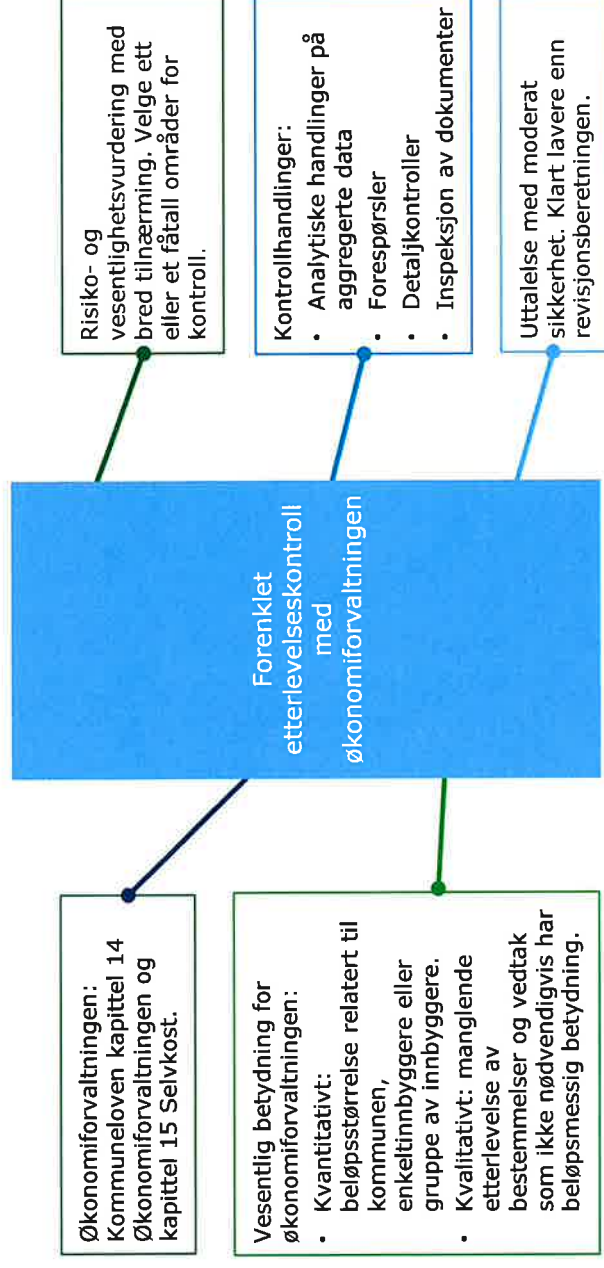 Økonomiforvaltningen:
Kommuneloven kapittel 14
Økonomiforvaltningen og
kapittel 15 Selvkost.
Vesentlig betydning for
økonomiforvaltningen:
• Kvantitativt:
beløpsstørrelse relatert til
kommunen,
enkeltinnbyggere eller
gruppe av innbyggere.
• Kvalitativt: manglende
etterlevelse av
bestemmelser og vedtak
som ikke nødvendigvis har
beløpsmessig betydning.
Forenklet
etterlevelseskontroll
med
økonomiforvaltningen
Risiko- og
vesentlighetsvurdering med
bred tilnærming. Velge ett
eller et fåtall områder for
kontroll.
Kontrollhandlinger:
• Analytiske handlinger på
aggregerte data
• Forespørsler
• Detaljkontroller
• Inspeksjon av dokumenter
Uttalelse med moderat
sikkerhet. Klart lavere enn
revisjonsberetningen.